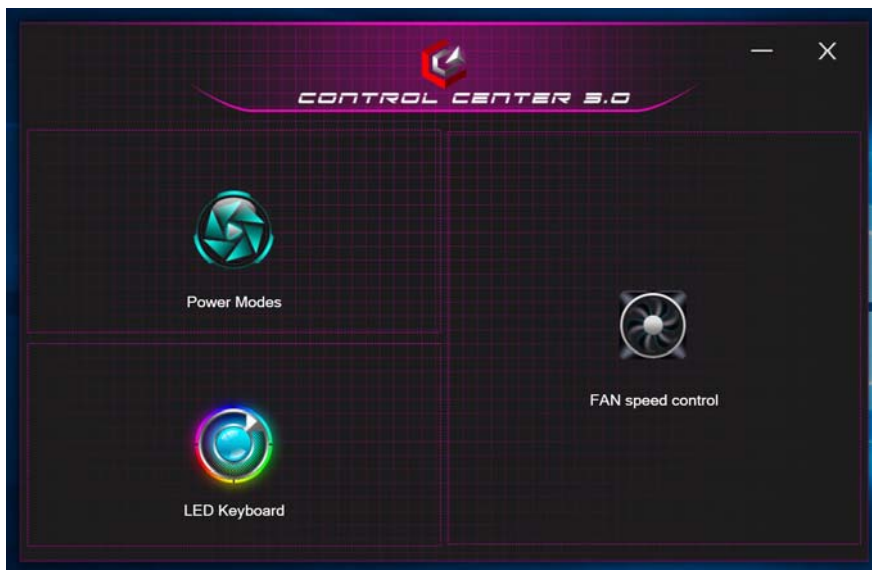 CONTROL CENTER 3.0
Power Modes
FAN speed control
LED Keyboard